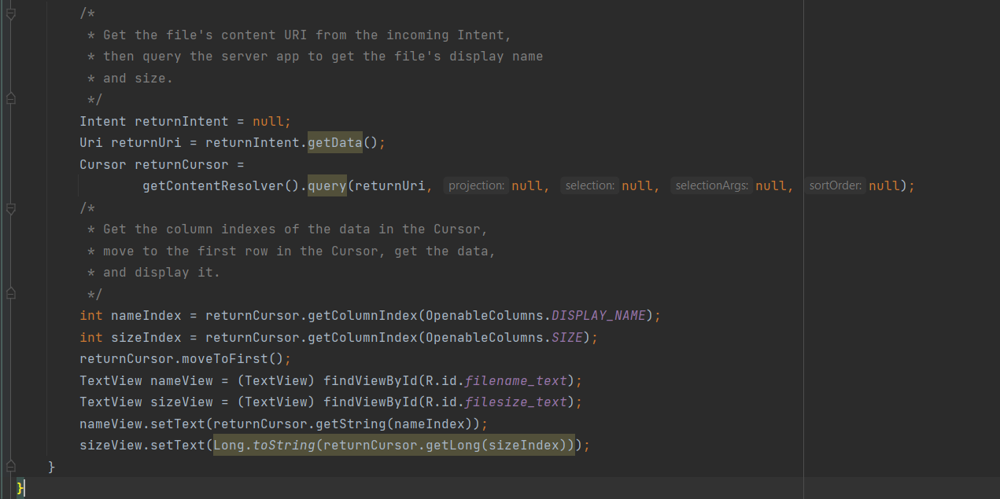 /*
* Get the file's content URI from the incoming Intent,
* then query the server app to get the file's display name
* and size.
*/
Intent returnIntent = null;
Uri returnUri = returnIntent.getData();
Cursor returnCursor =
getContentResolver().query(returnUri, projection: null, selection: null, selectionArgs: null, sortOrder: null);
/*
* Get the column indexes of the data in the Cursor,
* move to the first row in the Cursor, get the data,
* and display it.
*/
int nameIndex = returnCursor.getColumnIndex(OpenableColumns.DISPLAY_NAME);
int sizeIndex = returnCursor.getColumnIndex(OpenableColumns.SIZE);
returnCursor.moveToFirst();
TextView nameView = (TextView) findViewById(R.id.filename_text);
TextView sizeView = (TextView) findViewById(R.id.filesize_text);
nameView.setText(returnCursor.getString(nameIndex));
sizeView.setText(Long.toString(returnCursor.getLong(sizeIndex)));
}
}